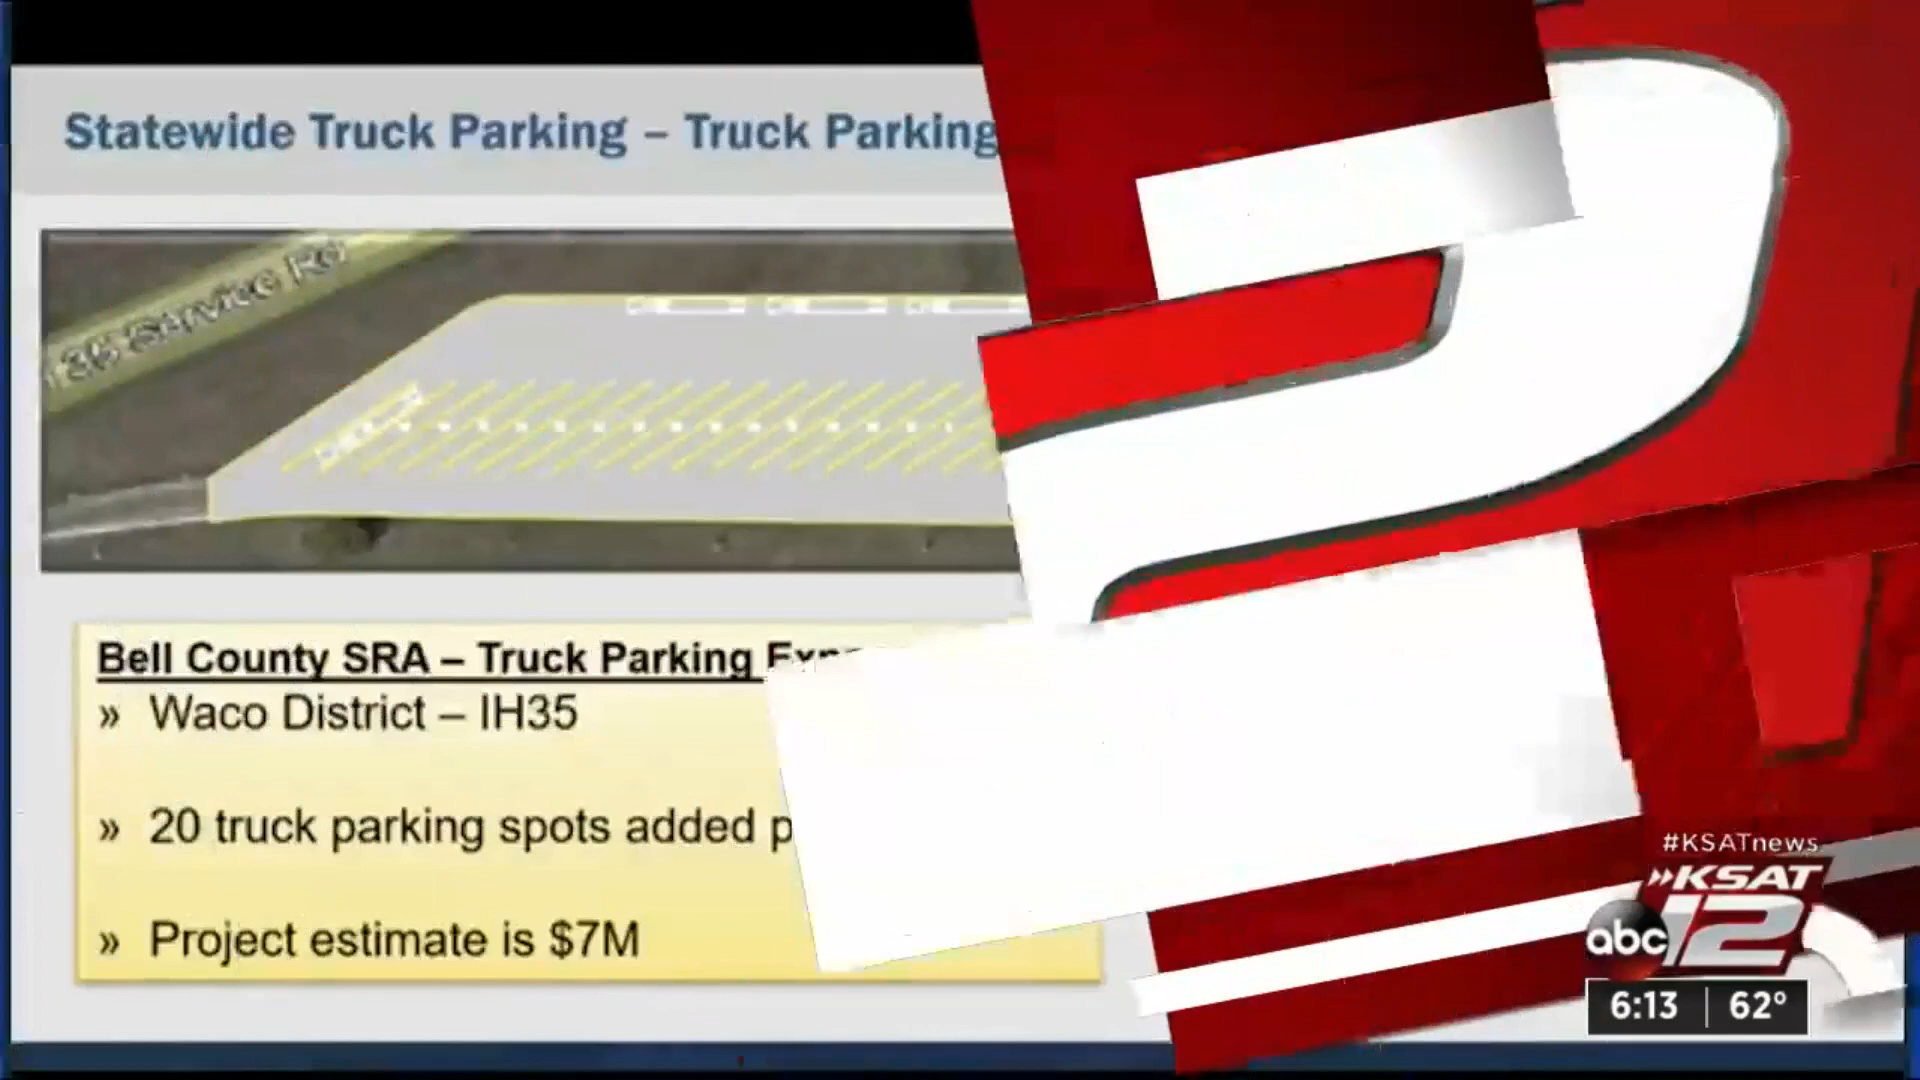 Statewide Truck Parking – Truck Parking
35 Service Rd
Bell County SRA – Truck Parking
» Waco District – IH35
» 20 truck parking spots added
» Project estimate is $7M
#KSATnews
»KSAT
abc 12
6:13 | 62°